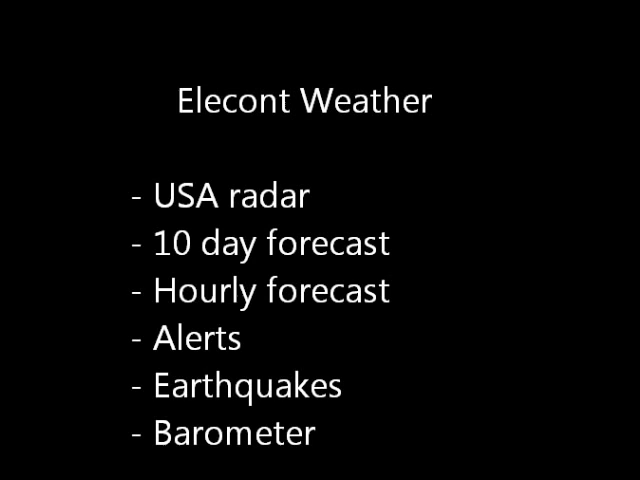 Elecont Weather
- USA radar
- 10 day forecast
- Hourly forecast
- Alerts
- Earthquakes
- Barometer